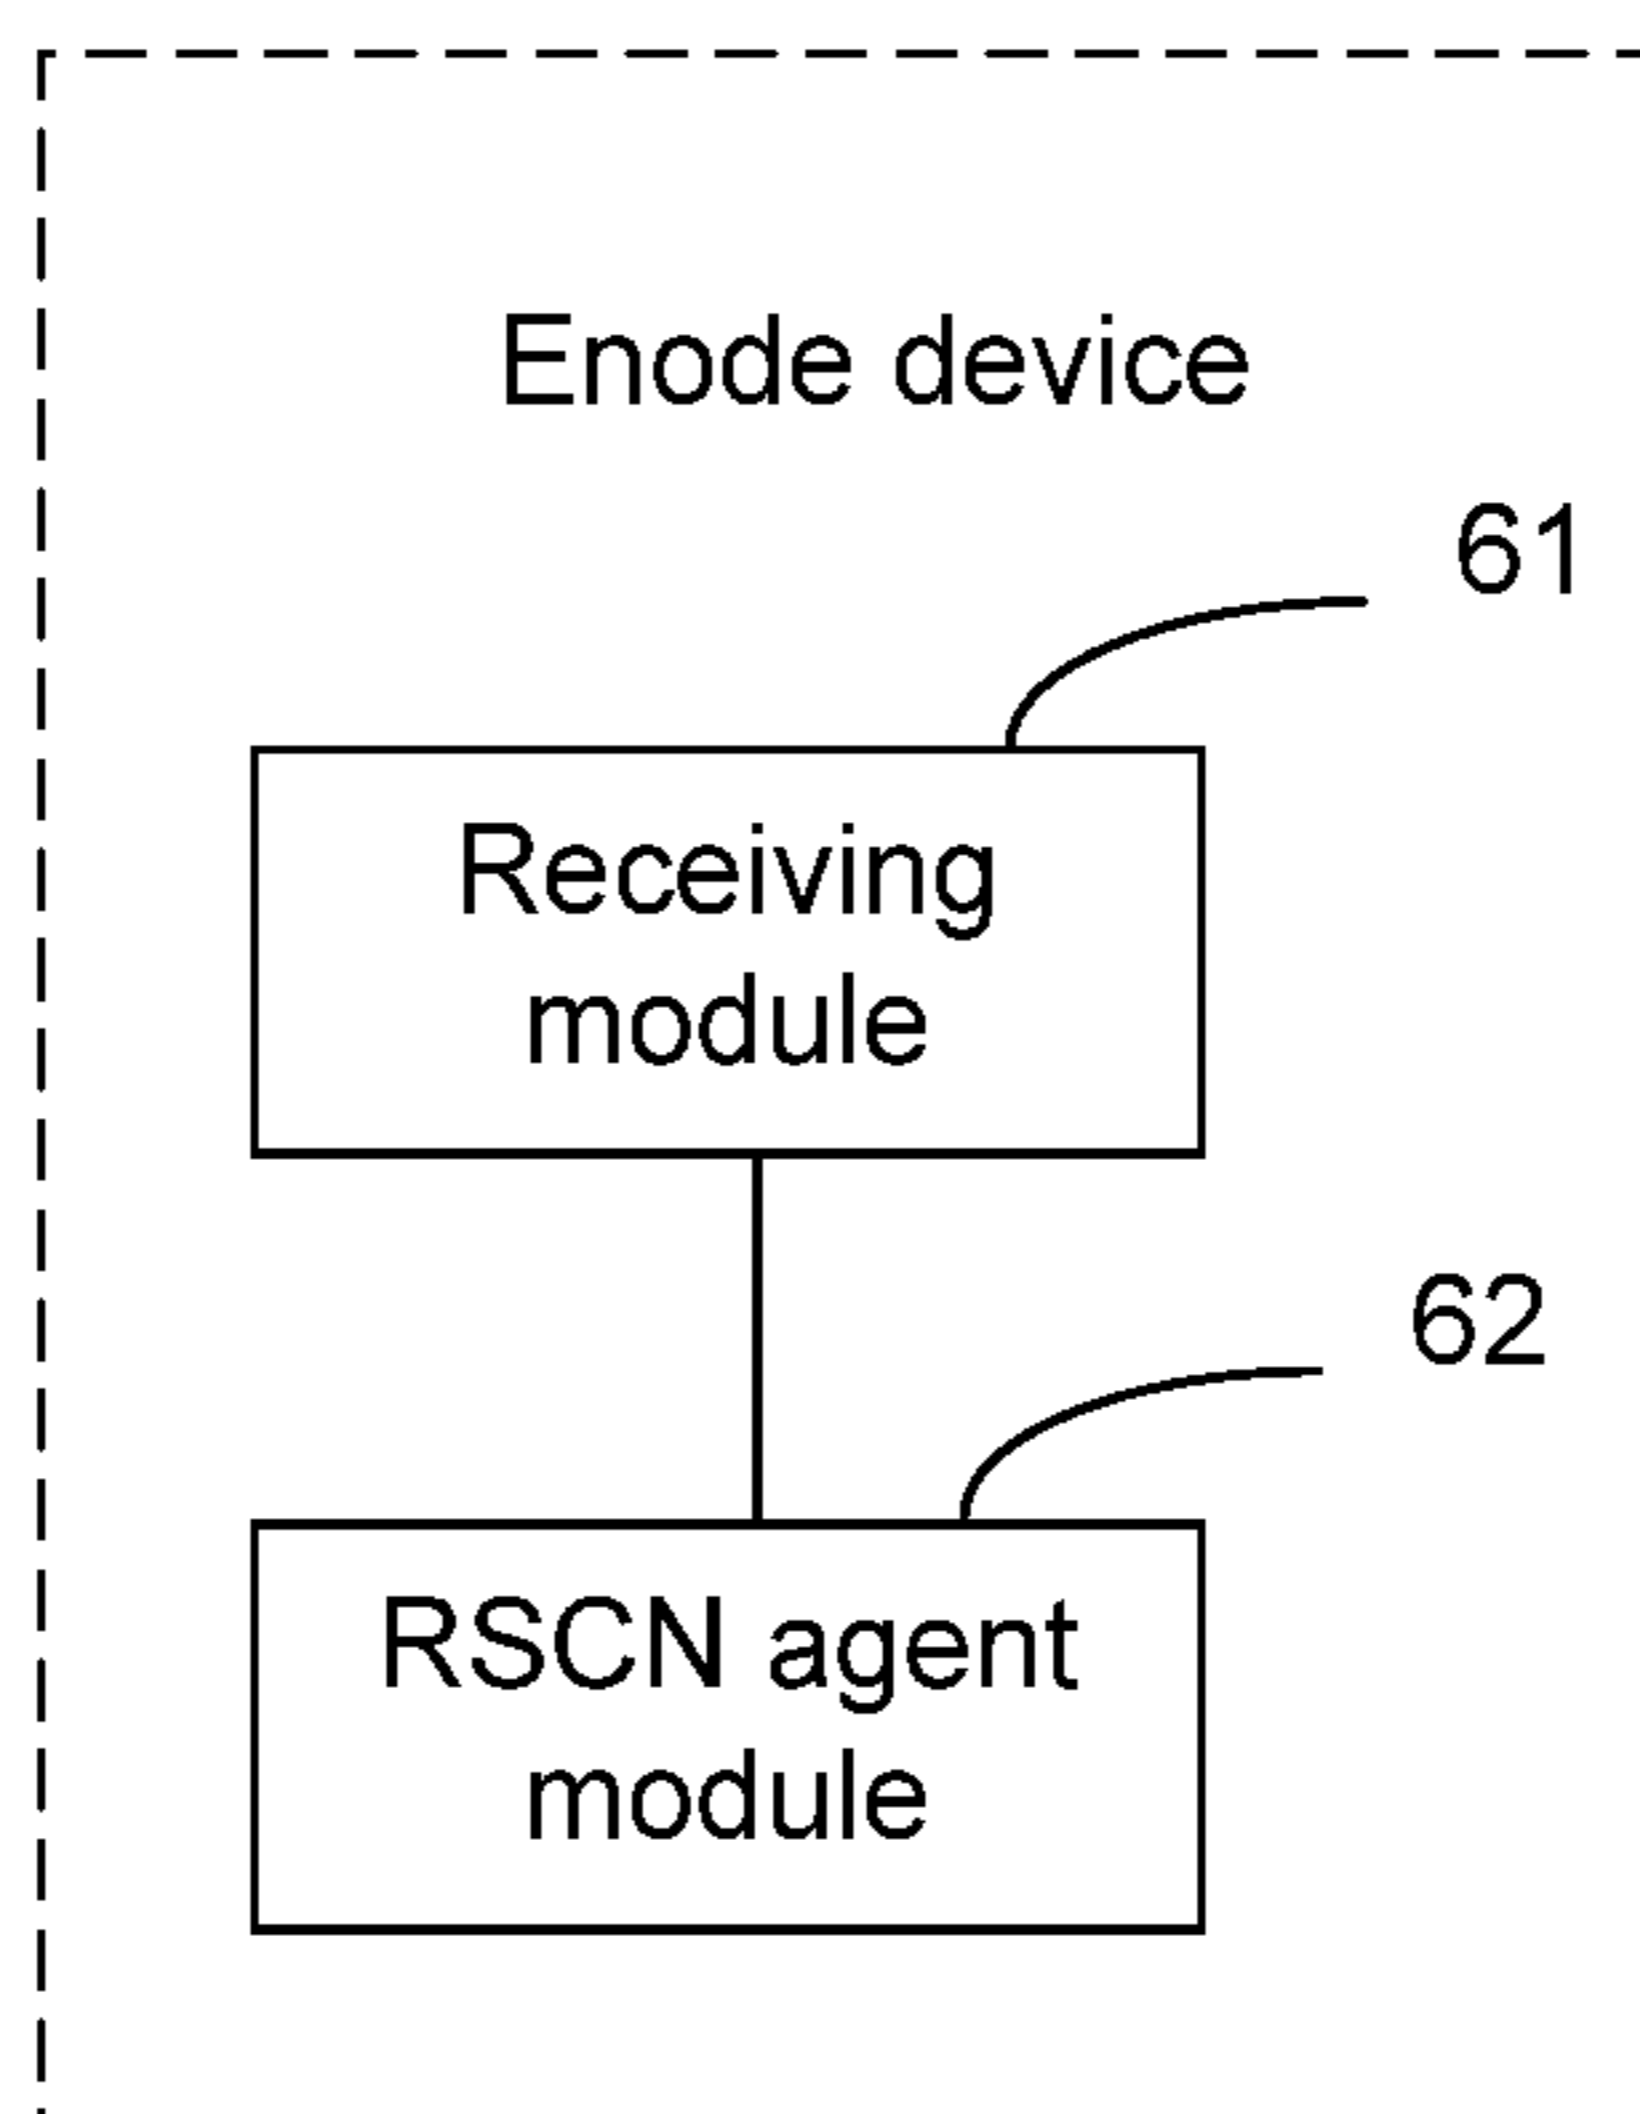 Enode device
61
Receiving
module
62
RSCN agent
module